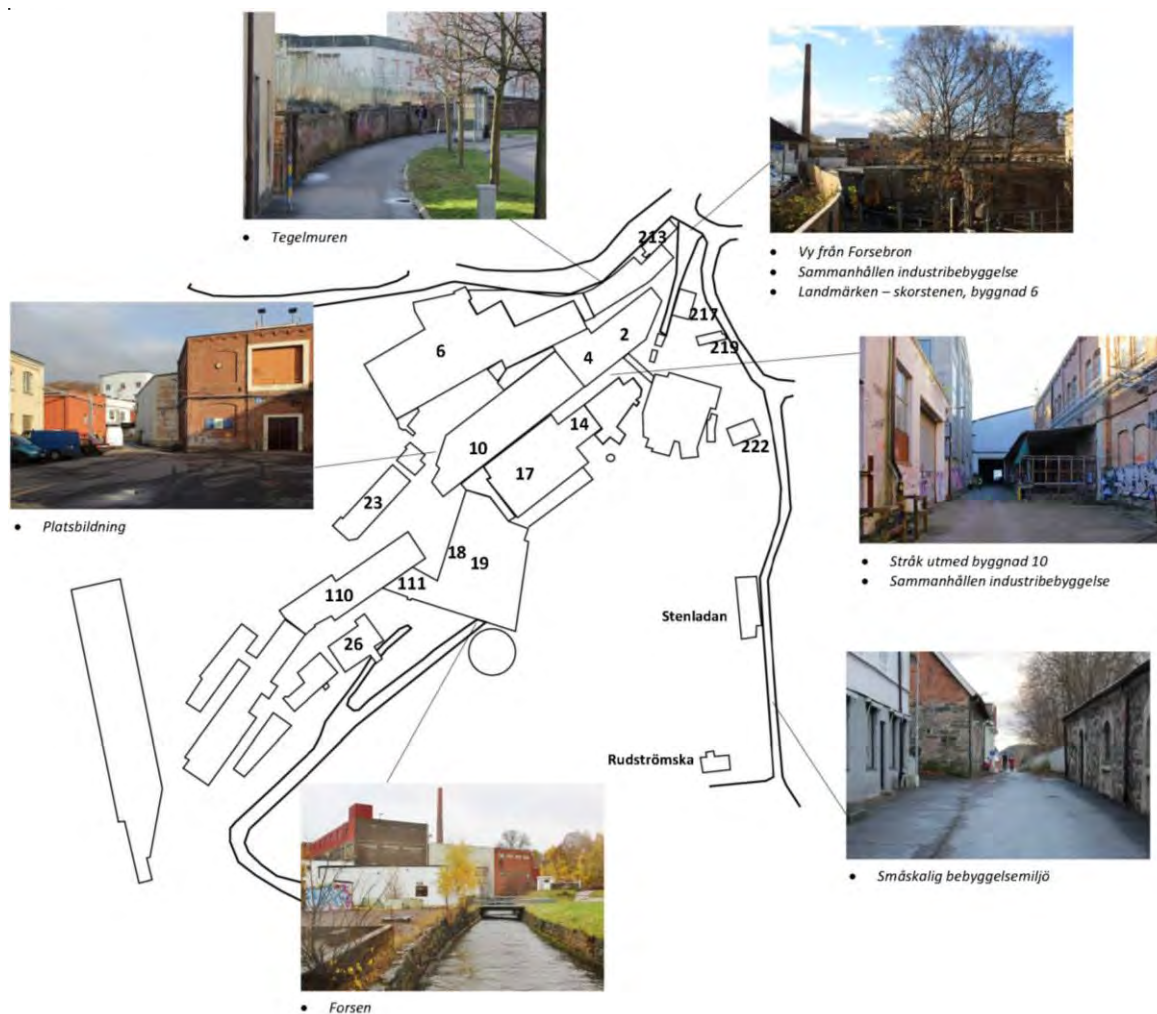 • Tegelmuren
• Vy från Forsebron
• Sammanhållen industribebyggelse
• Landmärken – skorstenen, byggnad 6
213
217
2
219
6
4
14
222
10
17
• Platsbildning
23
• Stråk utmed byggnad 10
• Sammanhållen industribebyggelse
18
19
111
110
Stenladan
26
Rudströmska
• Småskalig bebyggelsemiljö
• Forsen